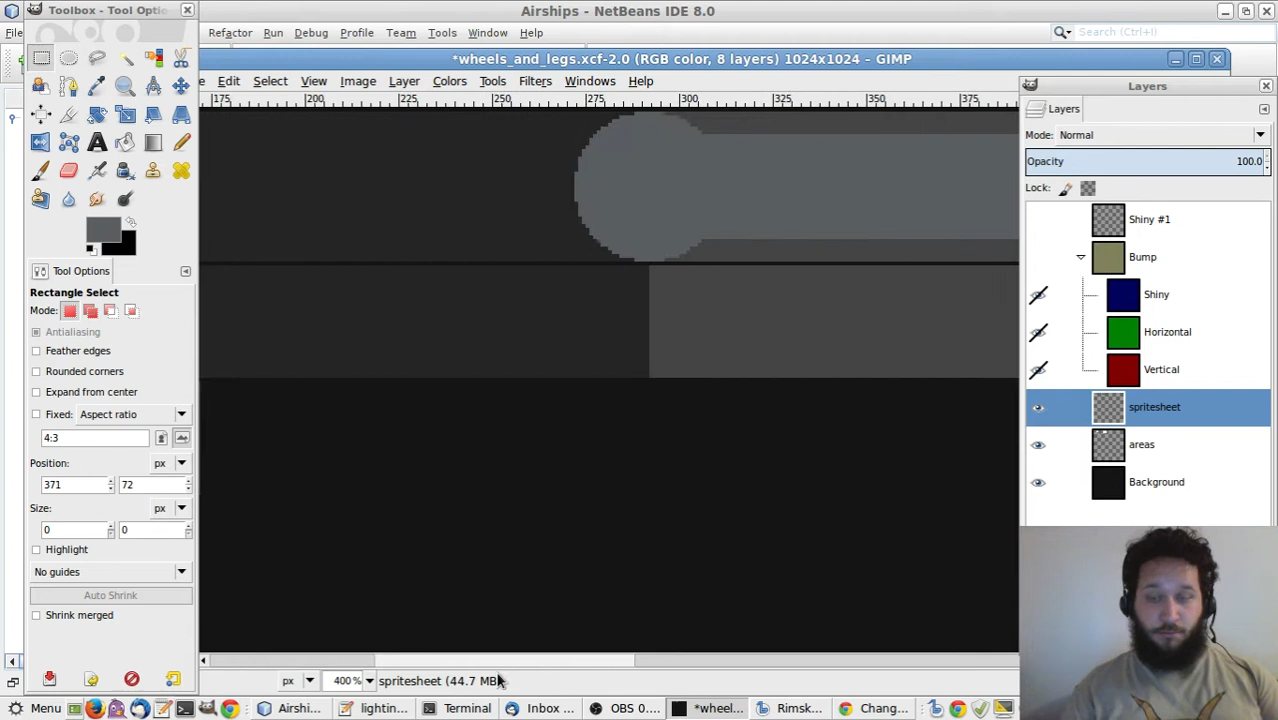 Toolbox - Tool Options
Airships - NetBeans IDE 8.0
File
Refactor Run Debug Profile Team Tools Window Help
Search (Ctrl+I)
*wheels_and_legs.xcf-2.0 (RGB color, 8 layers) 1024x1024 – GIMP
Edit Select View Image Layer Colors Tools Filters Windows Help
175 200 225 250 275 300 325 350 375
Layers
Layers
Mode: Normal
Opacity 100.0
Lock:
Shiny #1
Bump
Shiny
Horizontal
Vertical
spritesheet
areas
Background
Tool Options
Rectangle Select
Mode:
Antialiasing
Feather edges
Rounded corners
Expand from center
Fixed: Aspect ratio
4:3
Position: px
371 72
Size: px
0 0
Highlight
No guides
Auto Shrink
Shrink merged
px 400% spritesheet (44.7 MB)
Menu Airshi... lightin... Terminal Inbox ... OBS 0.... *wheel... Rimsk... Chang...